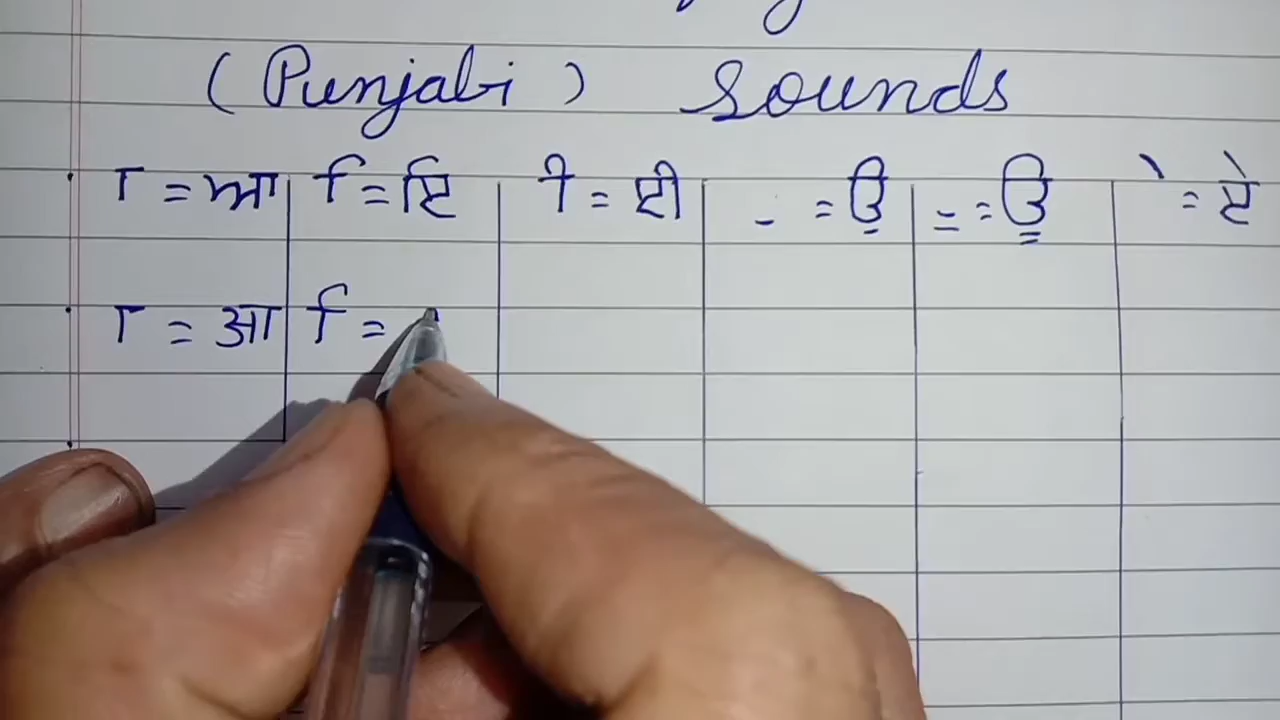 (Punjabi) Sounds
ਾ = ਆ ਿ = ਇ ੀ = ਈ ੁ = ਉ ੂ = ਊ ੇ = ਏ
ा = आ ि =